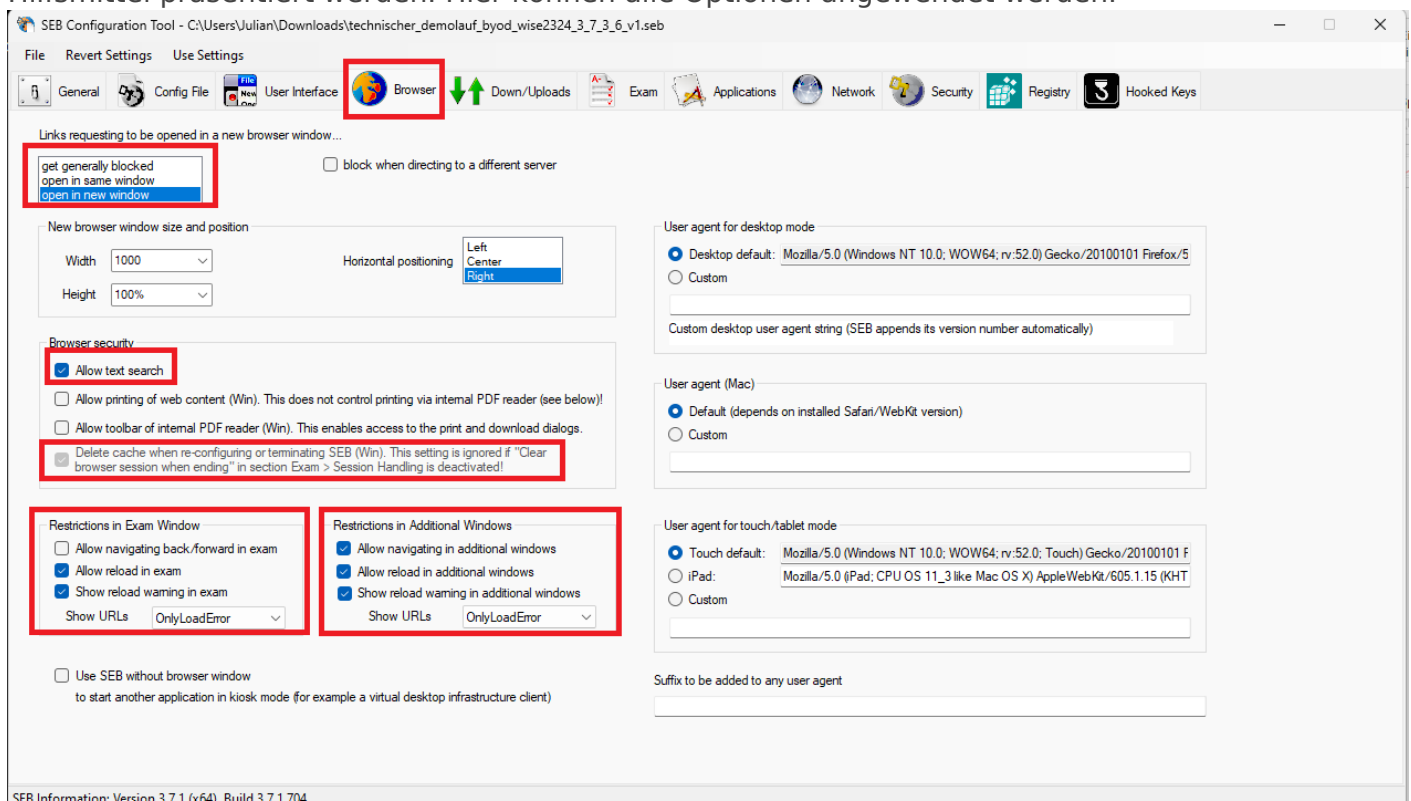 Hilfsmittel präsentiert werden. Hier können alle Optionen angewendet werden.
SEB Configuration Tool - C:\Users\Julian\Downloads\technischer_demolauf_byod_wise2324_3_7_3_6_v1.seb
File Revert Settings Use Settings
General Config File User Interface Browser Down/Uploads Exam Applications Network Security Registry Hooked Keys
Links requesting to be opened in a new browser window...
get generally blocked
block when directing to a different server
open in same window
open in new window
New browser window size and position
Width 1000
Height 100%
Horizontal positioning
Left
Center
Right
User agent for desktop mode
Desktop default: Mozilla/5.0 (Windows NT 10.0; WOW64; rv:52.0) Gecko/20100101 Firefox/5
Custom
Custom desktop user agent string (SEB appends its version number automatically)
Browser security
Allow text search
Allow printing of web content (Win). This does not control printing via internal PDF reader (see below)!
Allow toolbar of internal PDF reader (Win). This enables access to the print and download dialogs.
Delete cache when re-configuring or terminating SEB (Win). This setting is ignored if "Clear
browser session when ending" in section Exam > Session Handling is deactivated!
User agent (Mac)
Default (depends on installed Safari/WebKit version)
Custom
Restrictions in Exam Window
Allow navigating back/forward in exam
Allow reload in exam
Show reload warning in exam
Show URLs OnlyLoadError
Restrictions in Additional Windows
Allow navigating in additional windows
Allow reload in additional windows
Show reload warning in additional windows
Show URLs OnlyLoadError
User agent for touch/tablet mode
Touch default: Mozilla/5.0 (Windows NT 10.0; WOW64; rv:52.0; Touch) Gecko/20100101 F
iPad: Mozilla/5.0 (iPad; CPU OS 11_3 like Mac OS X) AppleWebKit/605.1.15 (KHT
Custom
Use SEB without browser window
to start another application in kiosk mode (for example a virtual desktop infrastructure client)
Suffix to be added to any user agent
SEB Information: Version 3.7.1 (x64), Build 3.7.1.704